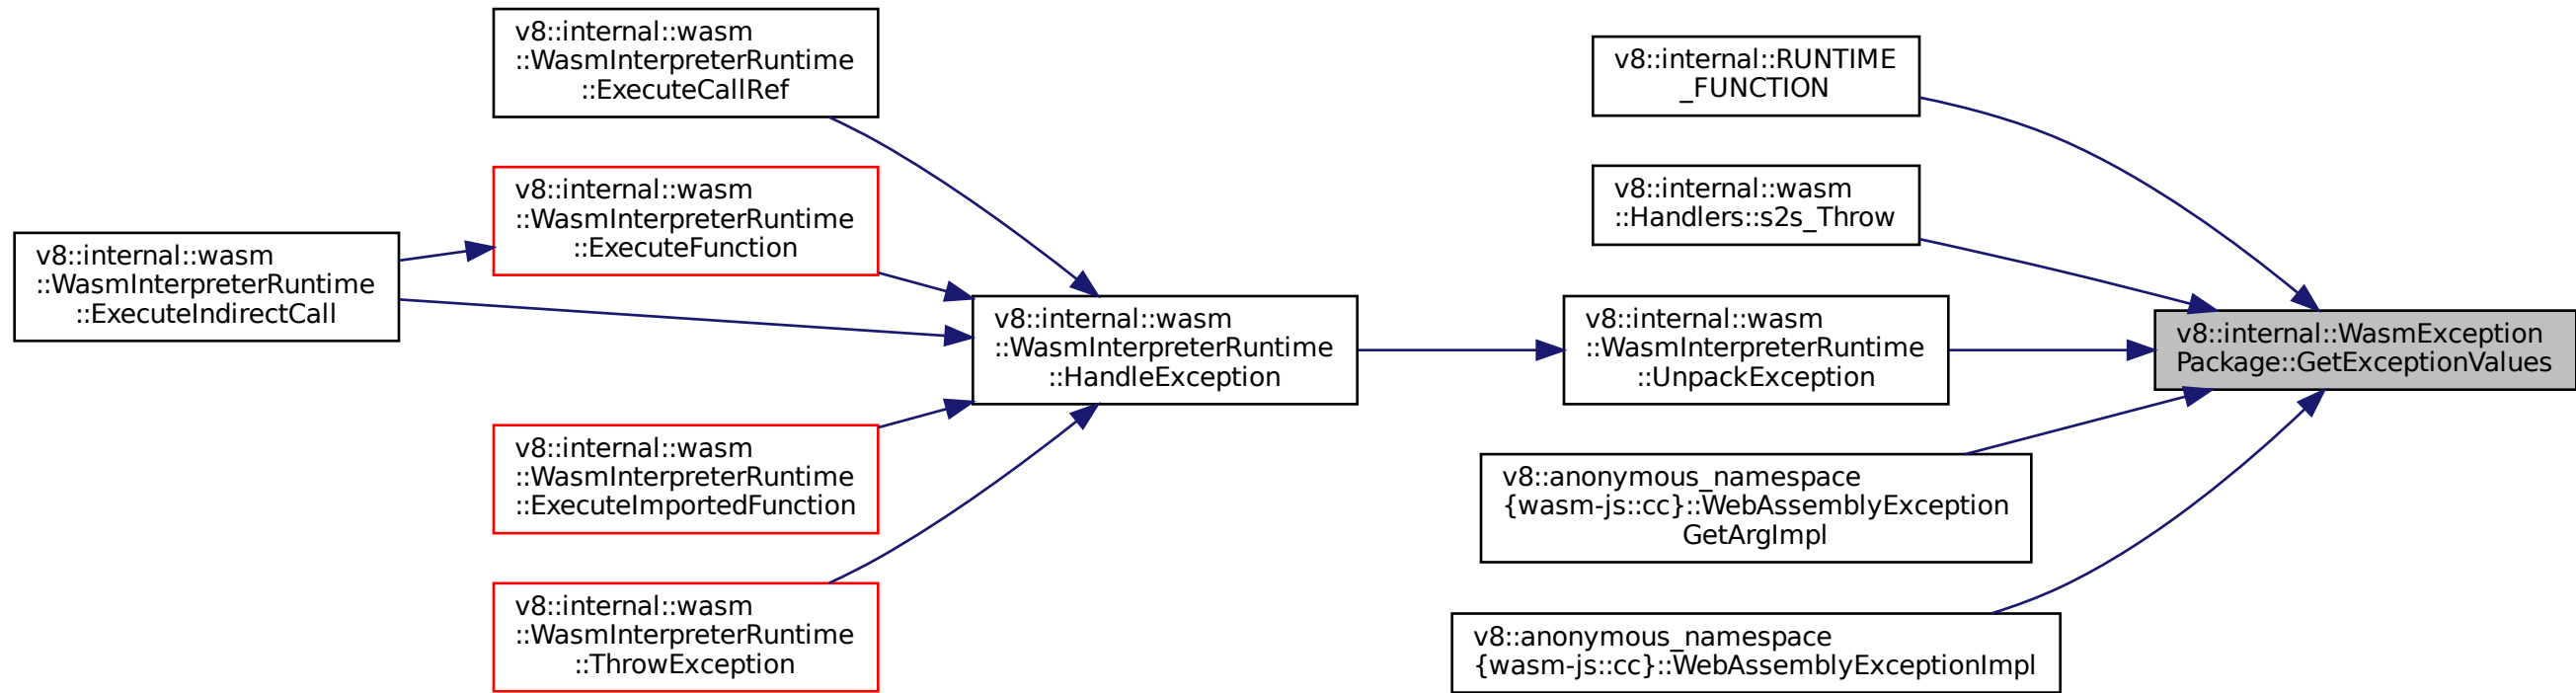 v8::internal::wasm
::WasmInterpreterRuntime
::ExecuteIndirectCall
v8::internal::wasm
::WasmInterpreterRuntime
::ExecuteCallRef
v8::internal::wasm
::WasmInterpreterRuntime
::ExecuteFunction
v8::internal::wasm
::WasmInterpreterRuntime
::ExecuteImportedFunction
v8::internal::wasm
::WasmInterpreterRuntime
::ThrowException
v8::internal::wasm
::WasmInterpreterRuntime
::HandleException
v8::internal::RUNTIME
_FUNCTION
v8::internal::wasm
::Handlers::s2s_Throw
v8::internal::wasm
::WasmInterpreterRuntime
::UnpackException
v8::anonymous_namespace
{wasm-js::cc}::WebAssemblyException
GetArgImpl
v8::anonymous_namespace
{wasm-js::cc}::WebAssemblyExceptionImpl
v8::internal::WasmException
Package::GetExceptionValues